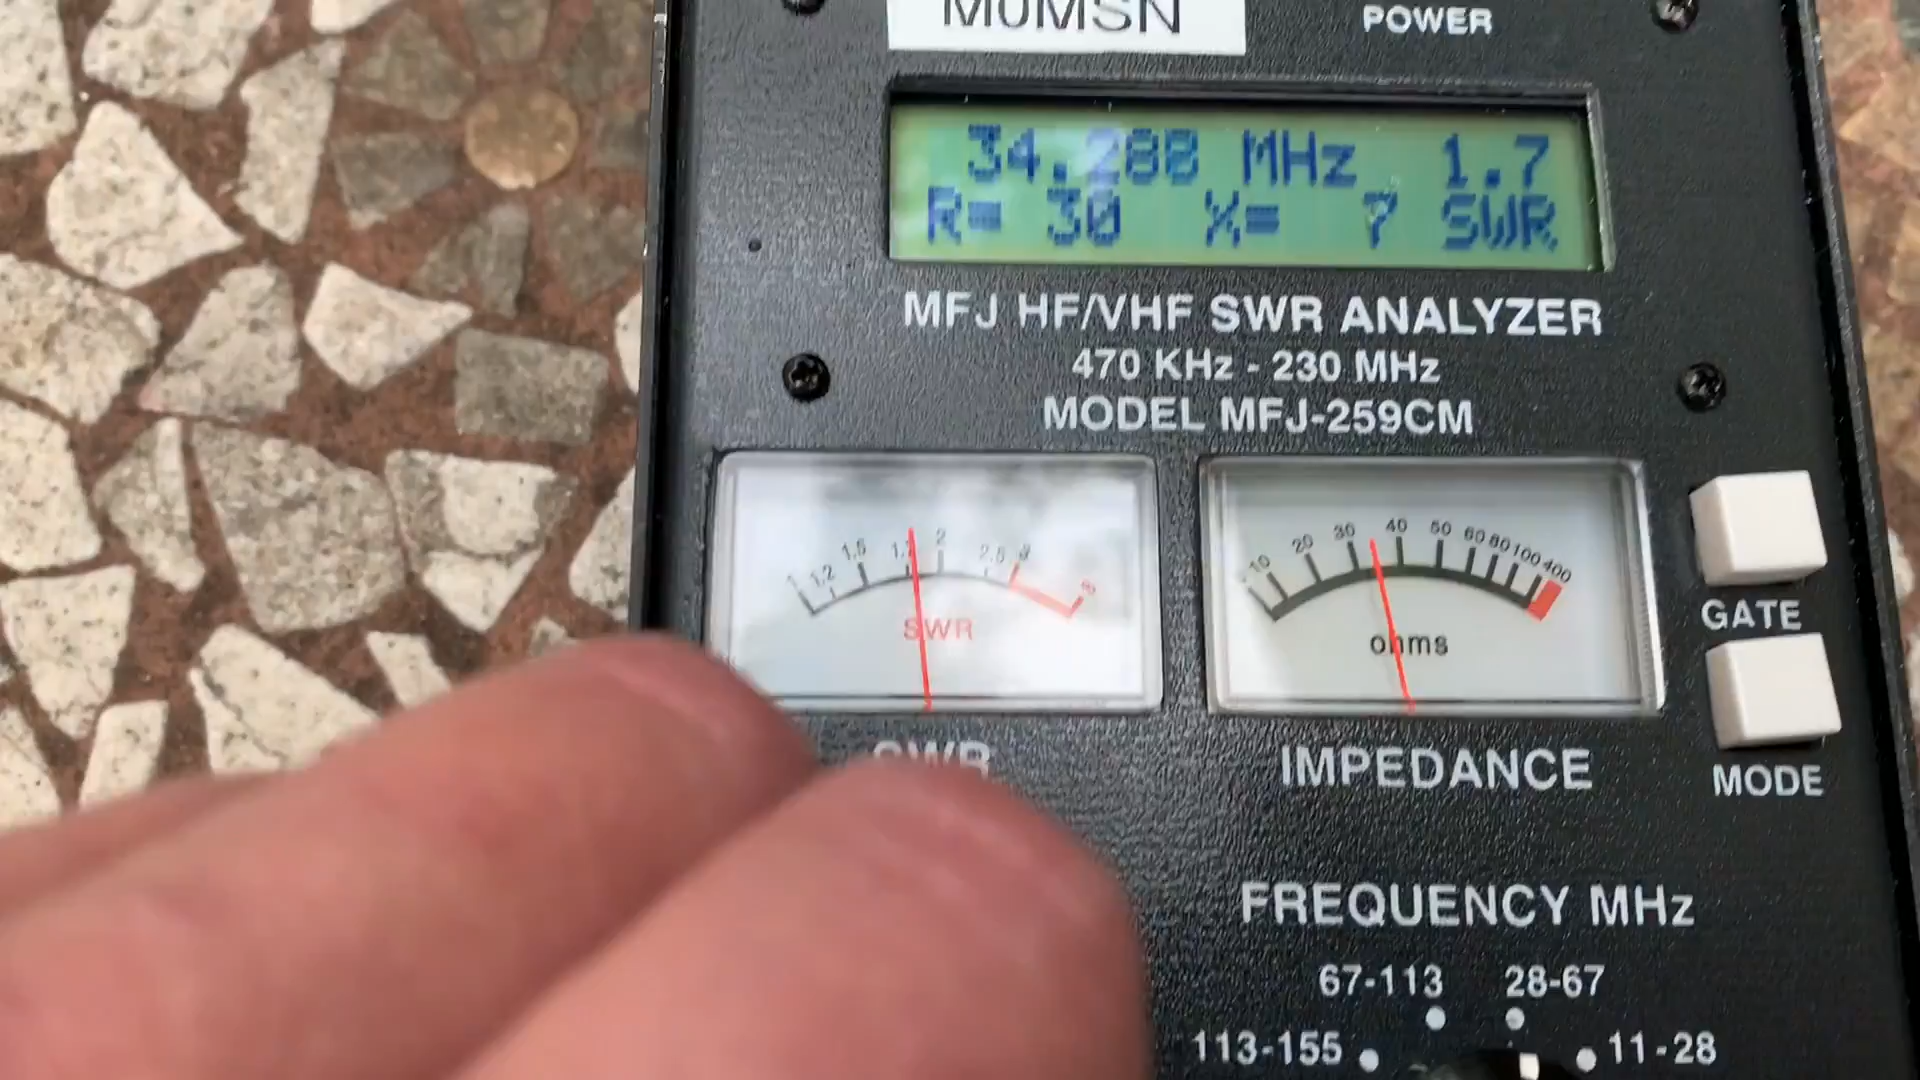 M0MSN
POWER
34.288 MHz 1.7
R= 30 X= 7 SWR
MFJ HF/VHF SWR ANALYZER
470 KHz - 230 MHz
MODEL MFJ-259CM
1 1.2 1.5 1.7 2 2.5 3 8
SWR
10 20 30 40 50 60 80 100 400
ohms
GATE
SWR
IMPEDANCE
MODE
FREQUENCY MHz
67-113 28-67
113-155 11-28